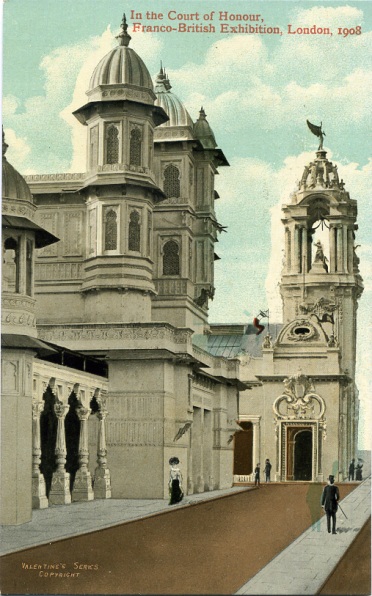 In the Court of Honour,
Franco-British Exhibition, London, 1908
VALENTINE'S SERIES
COPYRIGHT